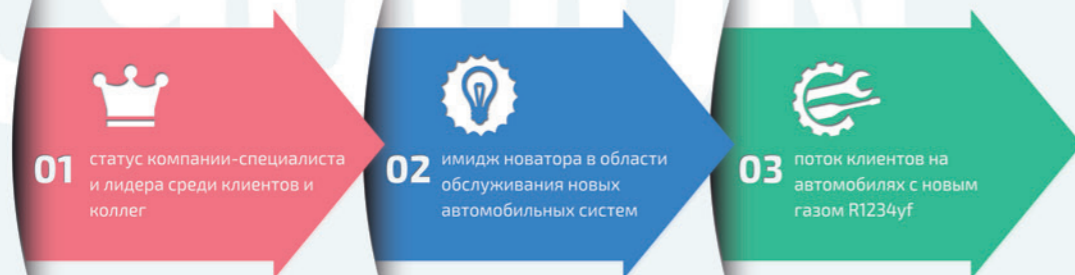 01
статус компании-специалиста
и лидера среди клиентов и
коллег
02
имидж новатора в области
обслуживания новых
автомобильных систем
03
поток клиентов на
автомобилях с новым
газом R1234yf